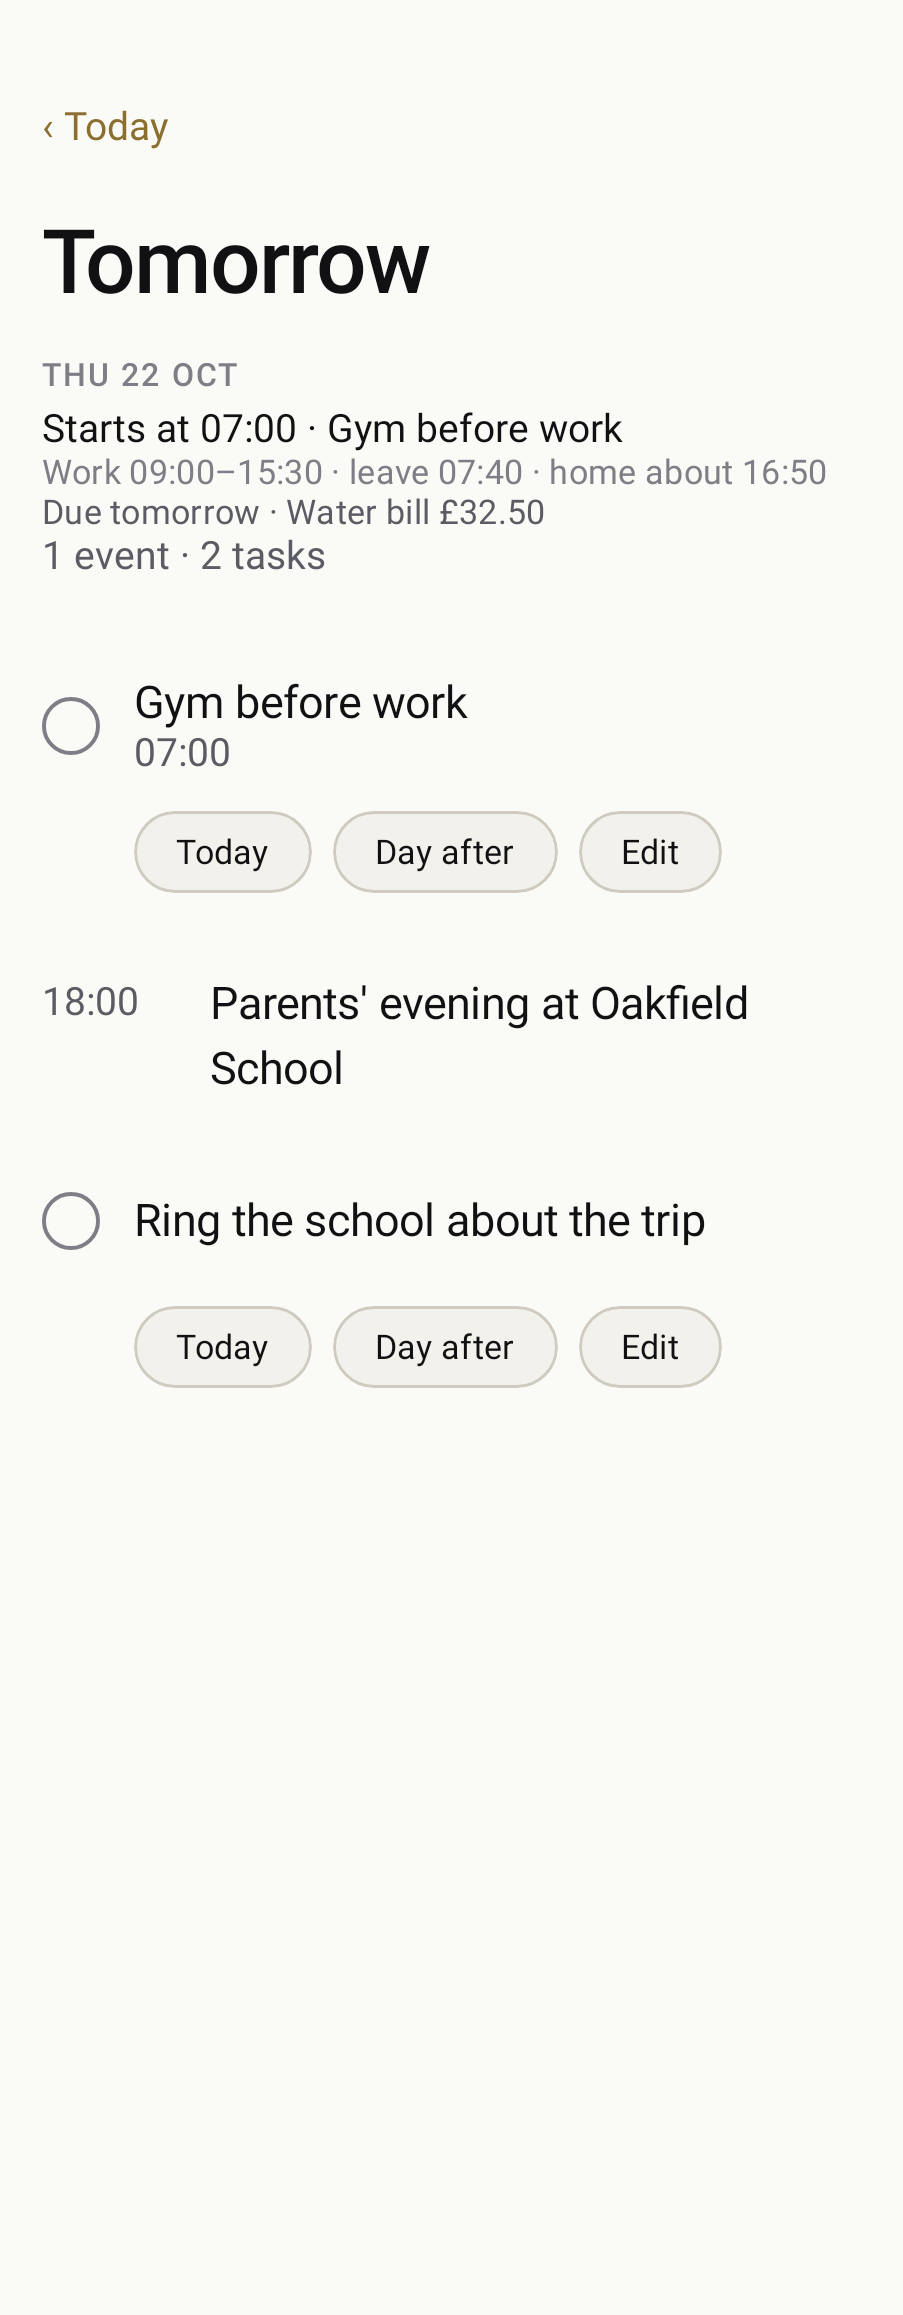 ‹ Today
Tomorrow
THU 22 OCT
Starts at 07:00 · Gym before work
Work 09:00–15:30 · leave 07:40 · home about 16:50
Due tomorrow · Water bill £32.50
1 event · 2 tasks
Gym before work
07:00
Today Day after Edit
18:00 Parents' evening at Oakfield
School
Ring the school about the trip
Today Day after Edit